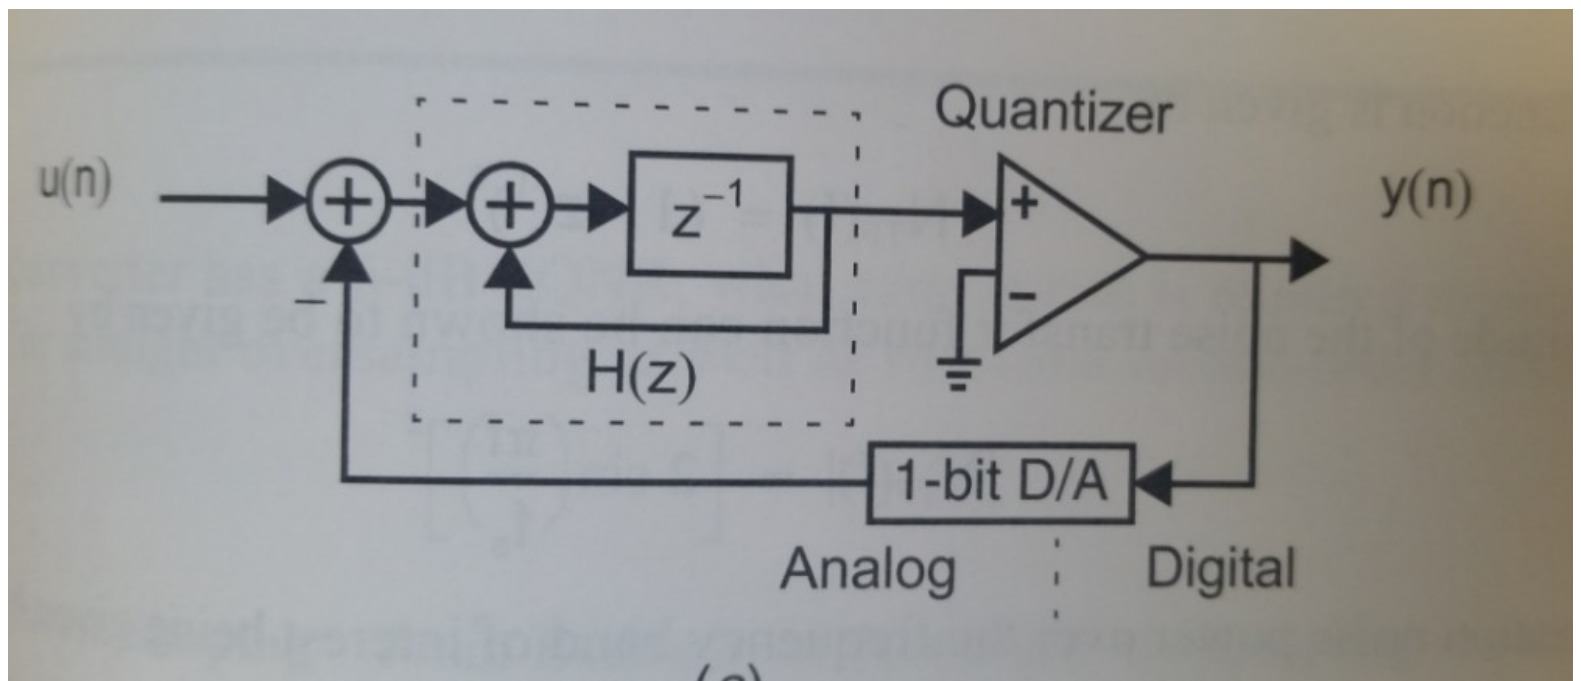 Quantizer
u(n)
+
+
z⁻¹
+
y(n)
−
−
H(z)
1-bit D/A
Analog
Digital